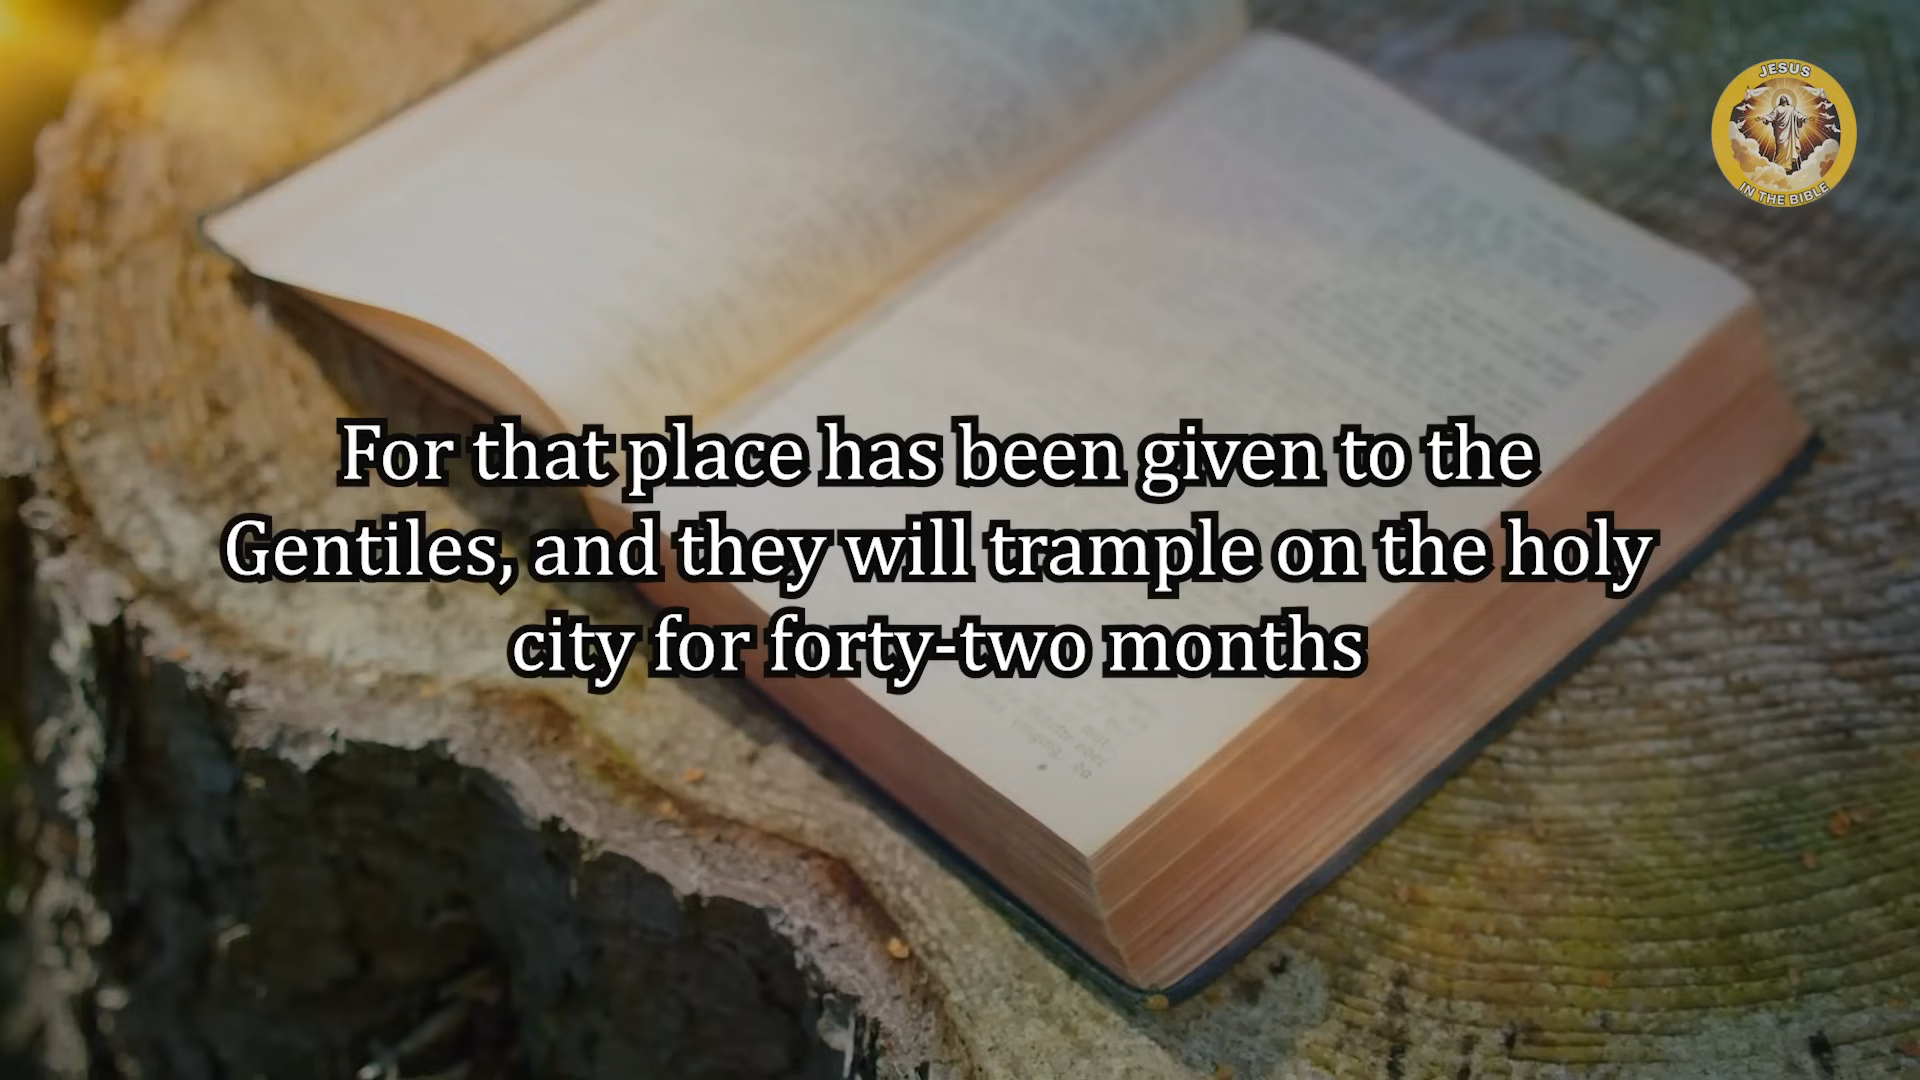 JESUS
IN THE BIBLE
For that place has been given to the
Gentiles, and they will trample on the holy
city for forty-two months